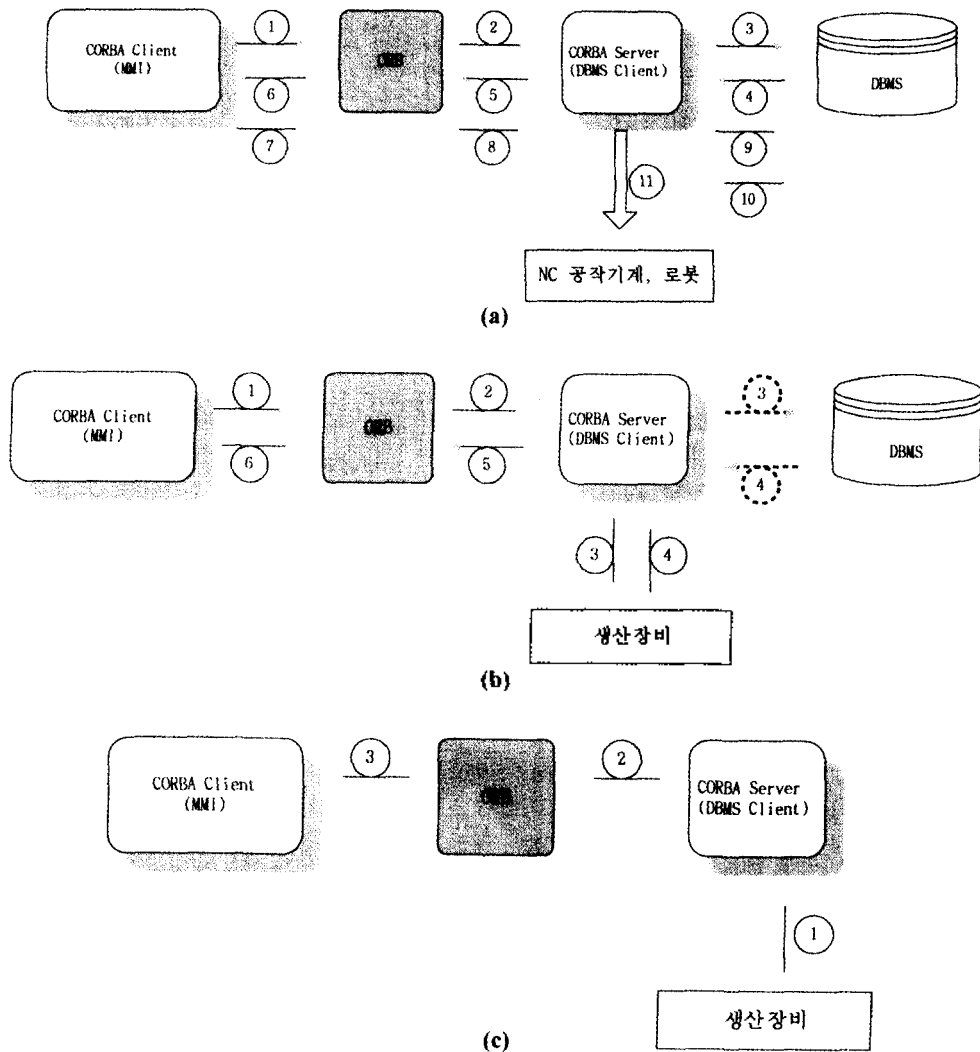 CORBA Client
(MMI)
1
6
7
ORB
2
5
8
CORBA Server
(DBMS Client)
3
4
9
10
DBMS
11
NC 공작기계, 로봇
(a)
CORBA Client
(MMI)
1
6
ORB
2
5
CORBA Server
(DBMS Client)
3
4
DBMS
3
4
생산장비
(b)
CORBA Client
(MMI)
3
ORB
2
CORBA Server
(DBMS Client)
1
생산장비
(c)